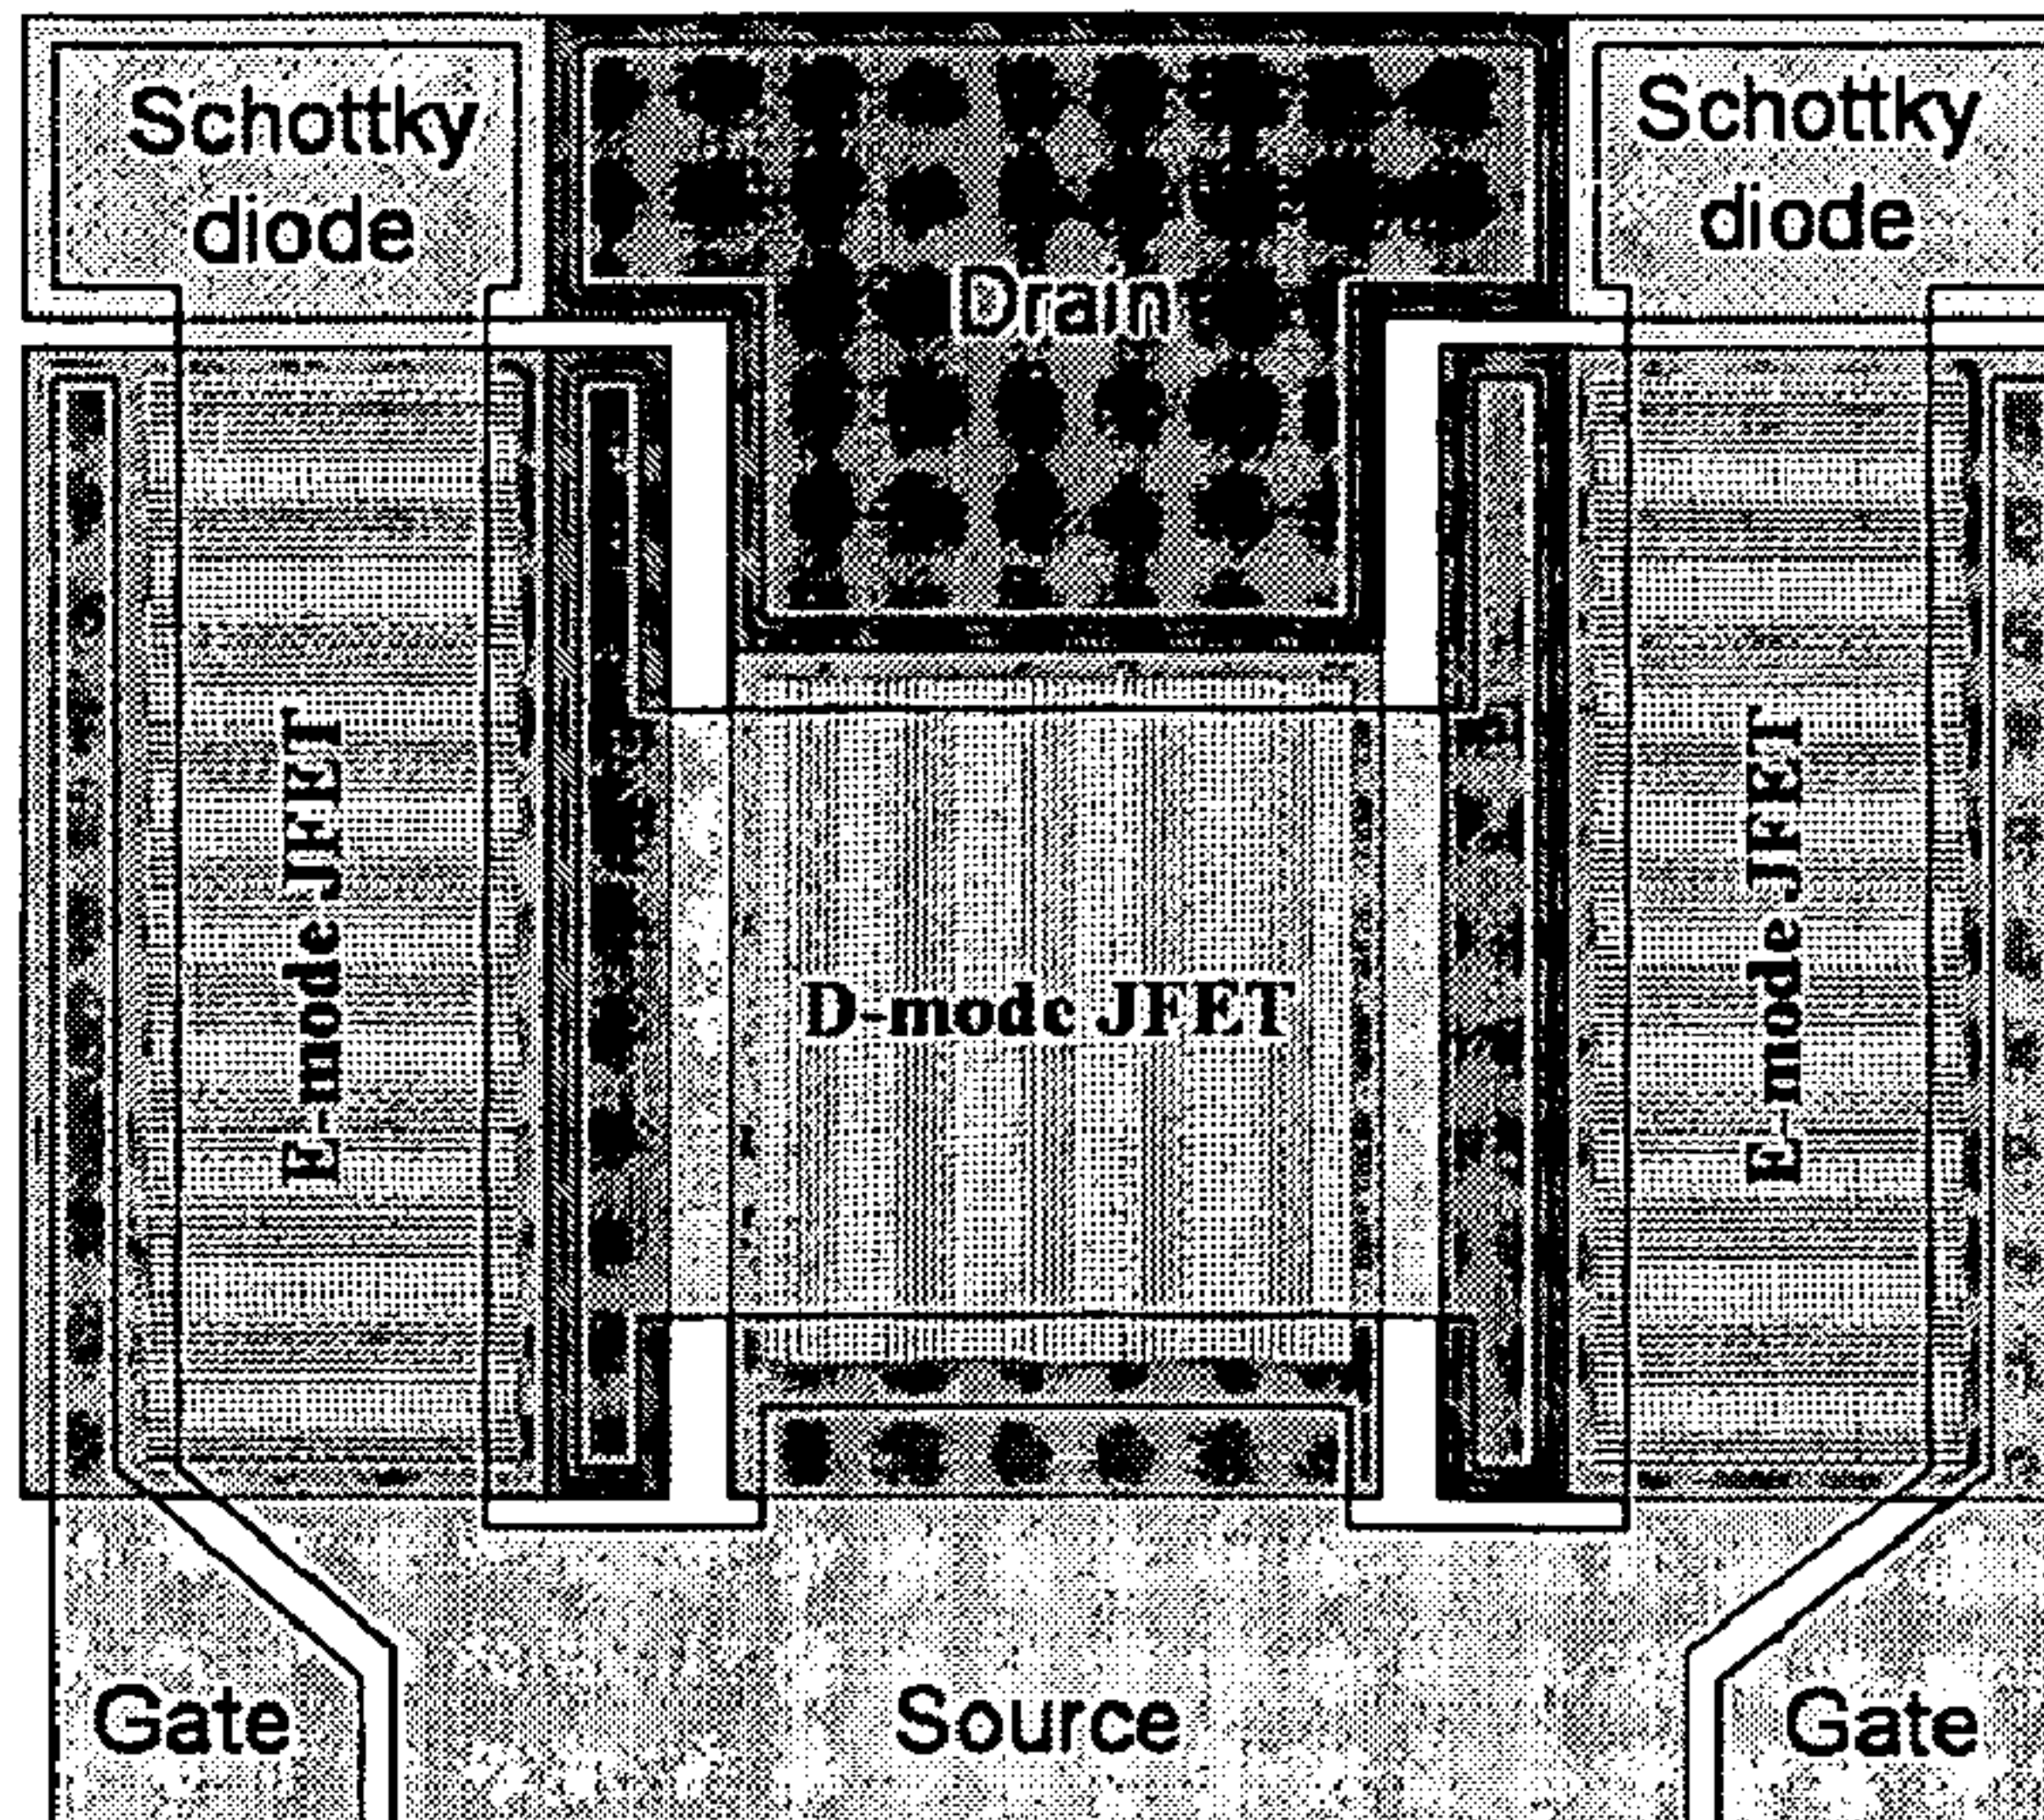 Schottky
diode
Drain
Schottky
diode
E-mode JFET
D-mode JFET
E-mode JFET
Gate
Source
Gate